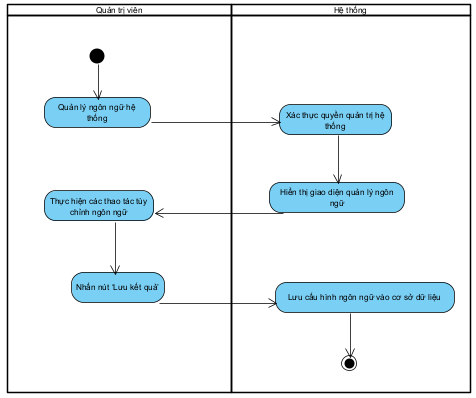 Quản trị viên
Hệ thống
Quản lý ngôn ngữ hệ
thống
Xác thực quyền quản trị hệ
thống
Hiển thị giao diện quản lý ngôn
ngữ
Thực hiện các thao tác tùy
chỉnh ngôn ngữ
Nhấn nút 'Lưu kết quả'
Lưu cấu hình ngôn ngữ vào cơ sở dữ liệu